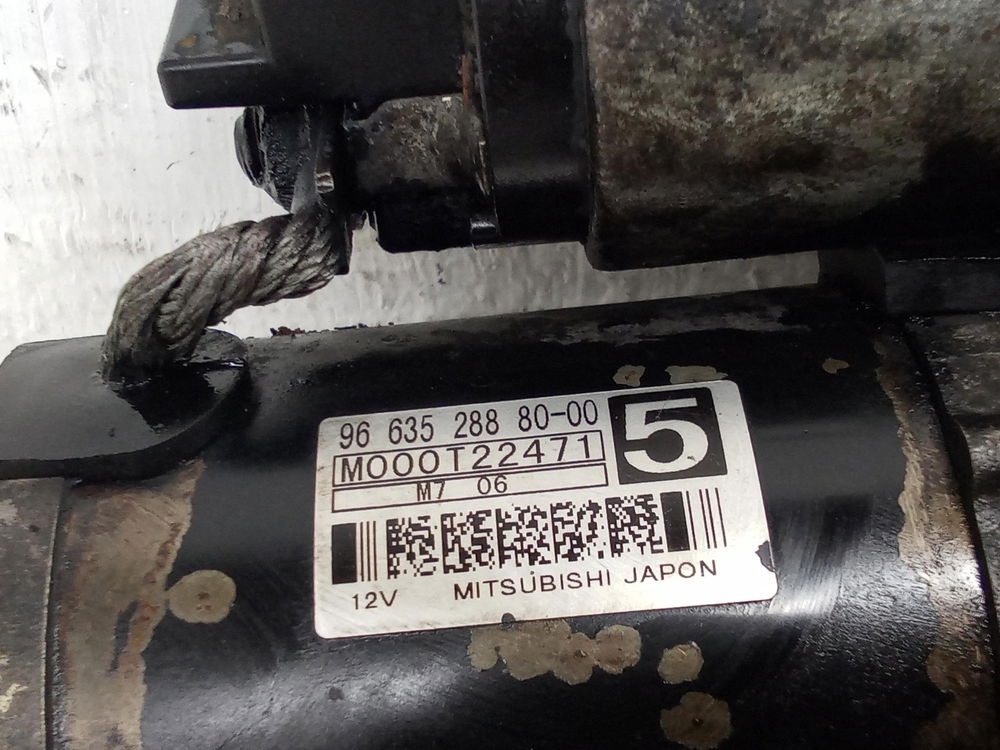 96 635 288 80-00
5
M000T22471
M7 06
12V MITSUBISHI JAPON